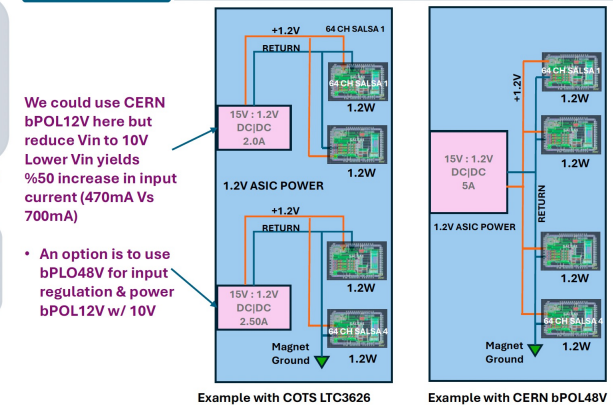 We could use CERN
bPOL12V here but
reduce Vin to 10V
Lower Vin yields
%50 increase in input
current (470mA Vs
700mA)
• An option is to use
bPLO48V for input
regulation & power
bPOL12V w/ 10V
+1.2V
64 CH SALSA 1
RETURN
64 CH SALSA 1
1.2W
15V : 1.2V
DC|DC
2.0A
1.2W
1.2V ASIC POWER
+1.2V
RETURN
1.2W
15V : 1.2V
DC|DC
2.50A
64 CH SALSA 4
Magnet
Ground
1.2W
Example with COTS LTC3626
+1.2V
64 CH SALSA 1
1.2W
15V : 1.2V
DC|DC
5A
1.2W
RETURN
1.2V ASIC POWER
1.2W
64 CH SALSA 4
Magnet
Ground
1.2W
Example with CERN bPOL48V